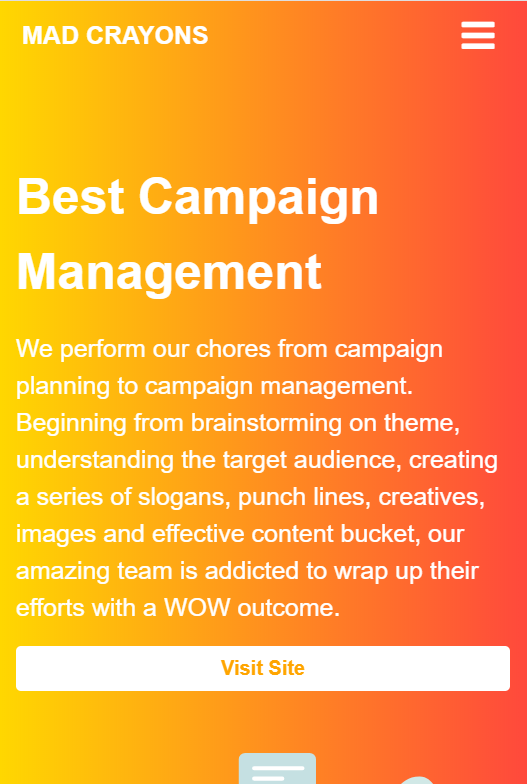 MAD CRAYONS
Best Campaign
Management
We perform our chores from campaign
planning to campaign management.
Beginning from brainstorming on theme,
understanding the target audience, creating
a series of slogans, punch lines, creatives,
images and effective content bucket, our
amazing team is addicted to wrap up their
efforts with a WOW outcome.
Visit Site